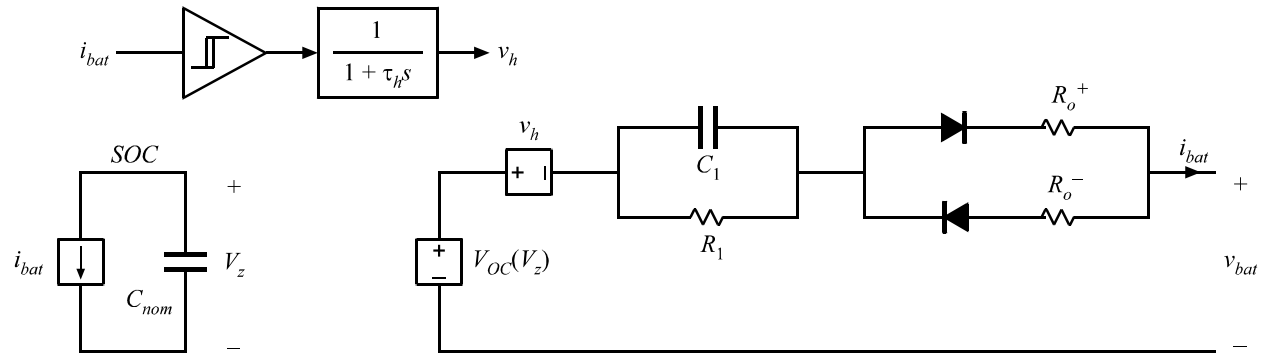 i_bat
1
1 + τ_h s
v_h
SOC
+
i_bat
C_nom
V_z
–
v_h
+ –
+
–
V_OC(V_z)
C_1
R_1
R_o^+
R_o^–
i_bat
+
v_bat
–